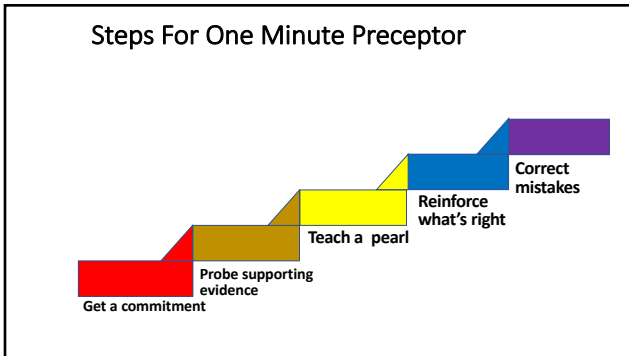 Steps For One Minute Preceptor
Get a commitment
Probe supporting
evidence
Teach a pearl
Reinforce
what's right
Correct
mistakes